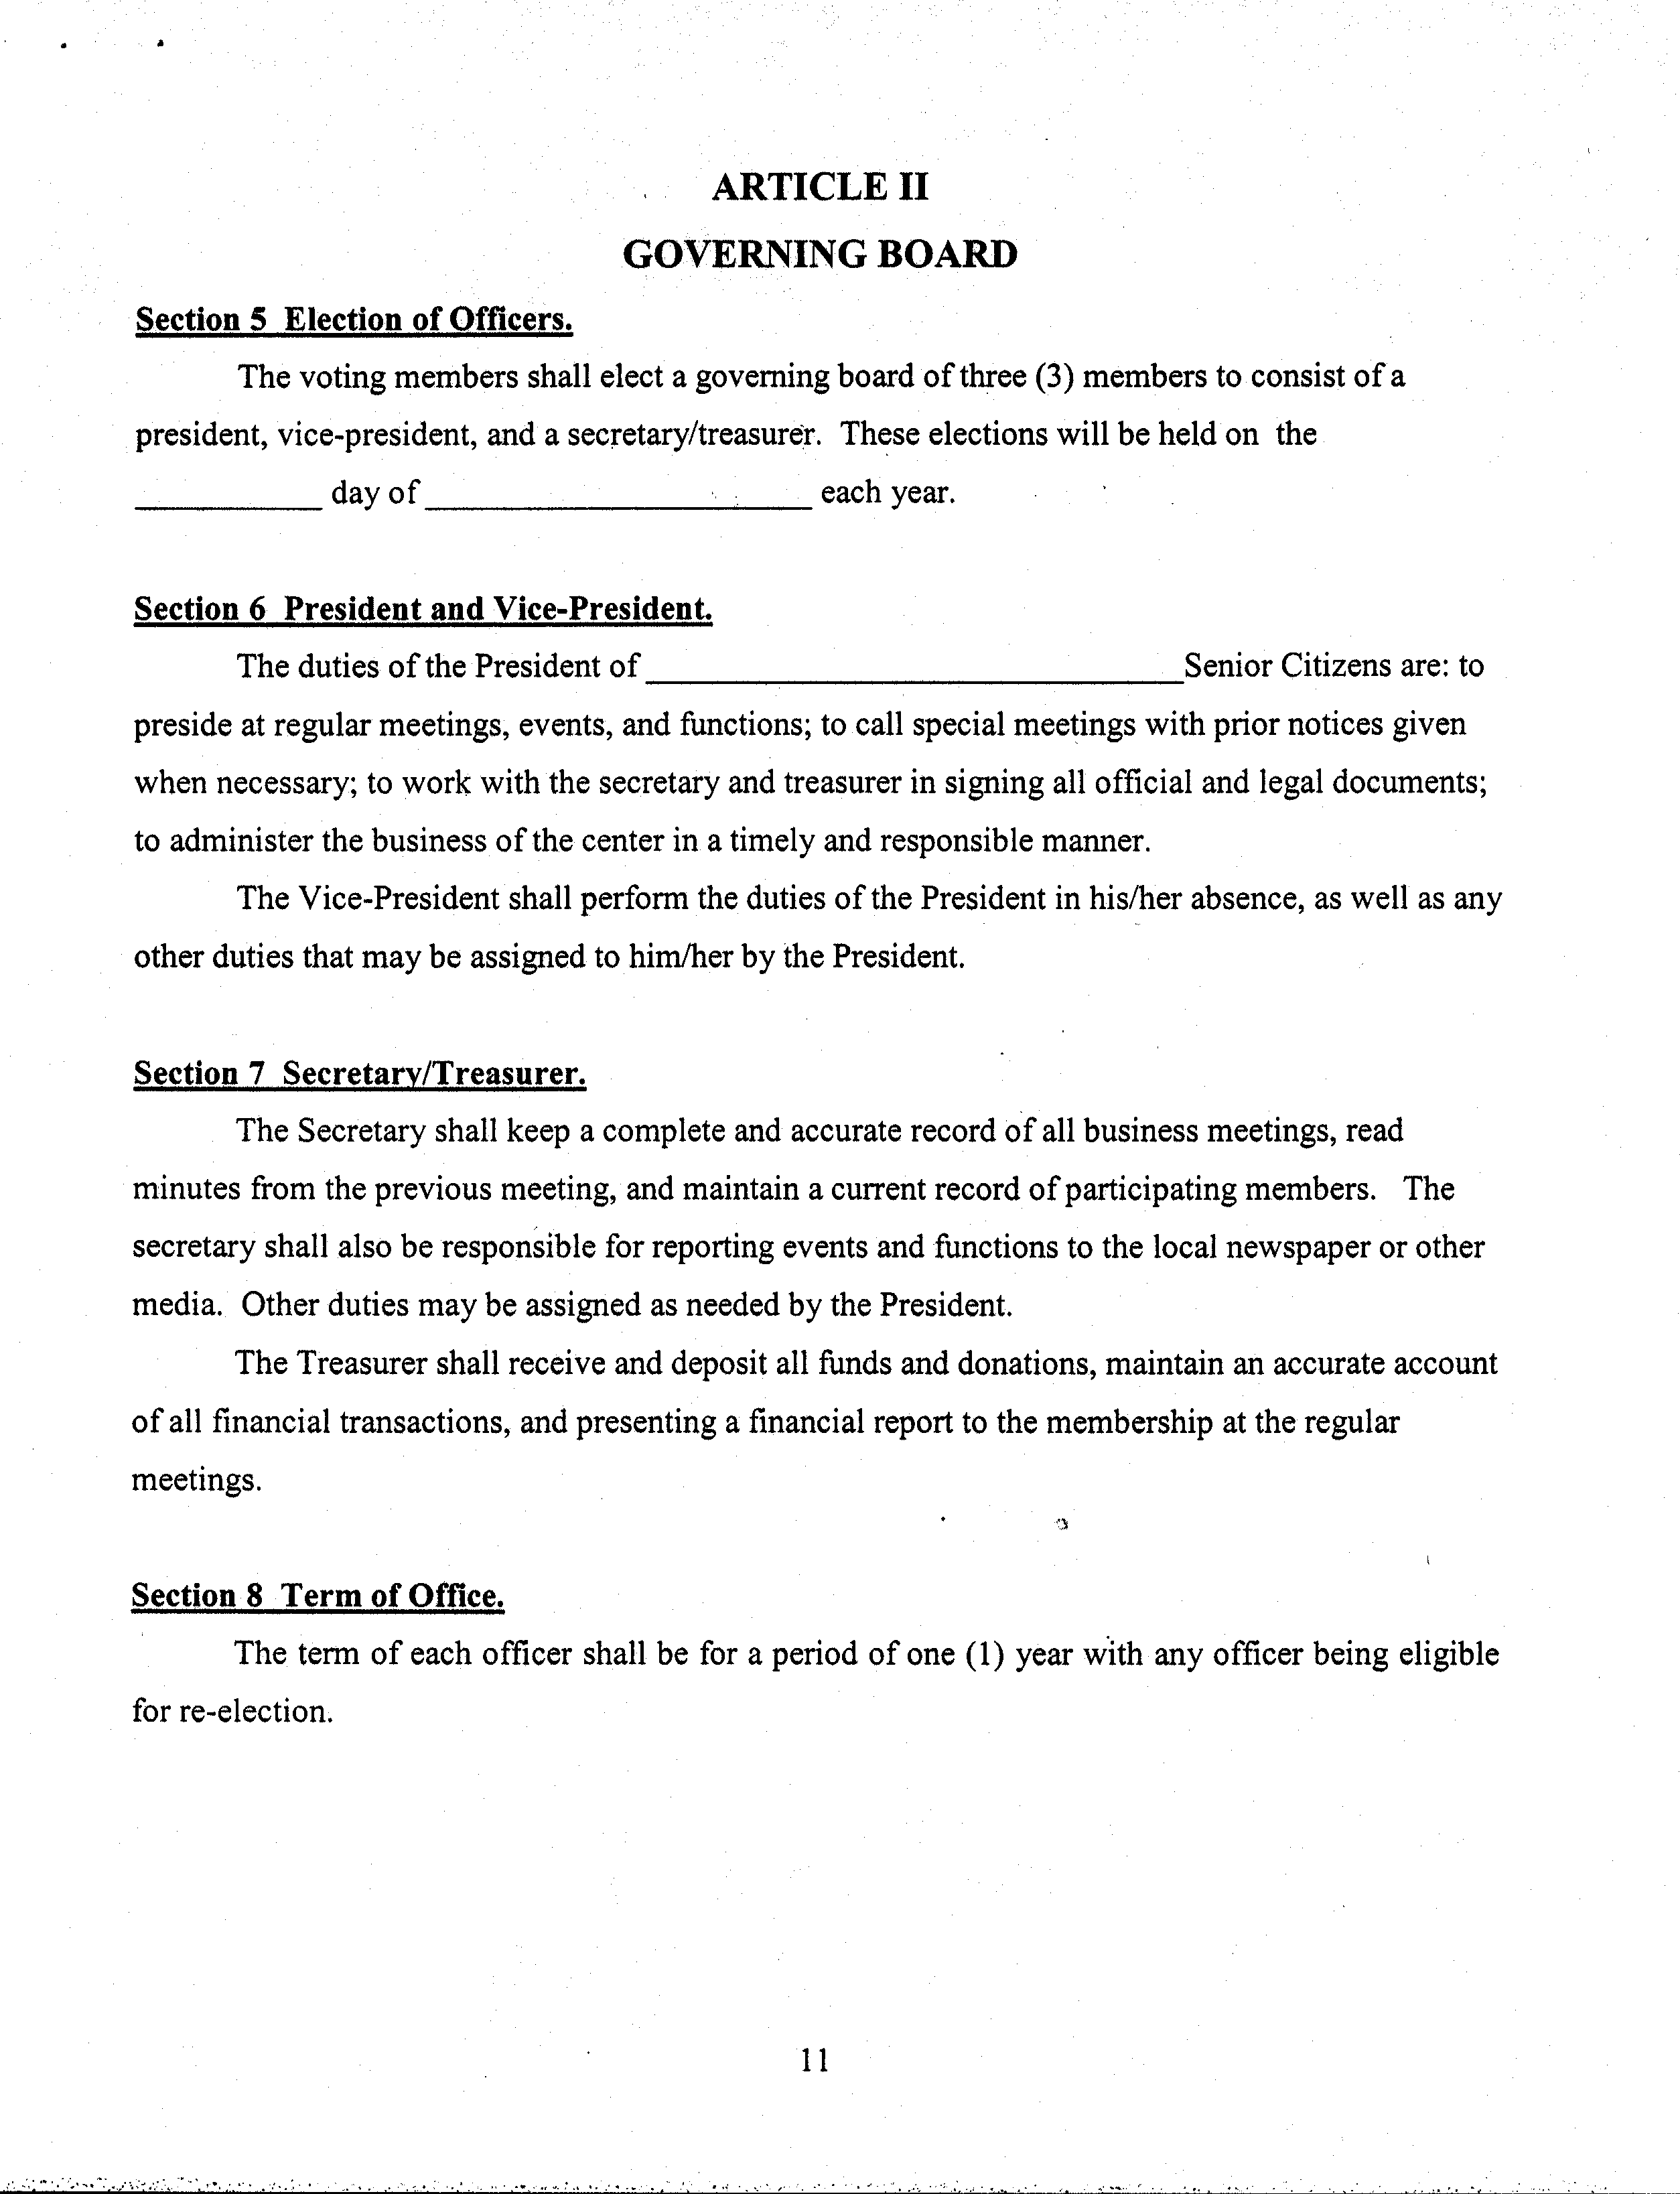 ARTICLE II
GOVERNING BOARD
Section 5  Election of Officers.
The voting members shall elect a governing board of three (3) members to consist of a
president, vice-president, and a secretary/treasurer.  These elections will be held on  the
____________ day of _________________________ each year.
Section 6  President and Vice-President.
The duties of the President of ___________________________________Senior Citizens are: to
preside at regular meetings, events, and functions; to call special meetings with prior notices given
when necessary; to work with the secretary and treasurer in signing all official and legal documents;
to administer the business of the center in a timely and responsible manner.
The Vice-President shall perform the duties of the President in his/her absence, as well as any
other duties that may be assigned to him/her by the President.
Section 7  Secretary/Treasurer.
The Secretary shall keep a complete and accurate record of all business meetings, read
minutes from the previous meeting, and maintain a current record of participating members.   The
secretary shall also be responsible for reporting events and functions to the local newspaper or other
media.  Other duties may be assigned as needed by the President.
The Treasurer shall receive and deposit all funds and donations, maintain an accurate account
of all financial transactions, and presenting a financial report to the membership at the regular
meetings.
Section 8  Term of Office.
The term of each officer shall be for a period of one (1) year with any officer being eligible
for re-election.
11